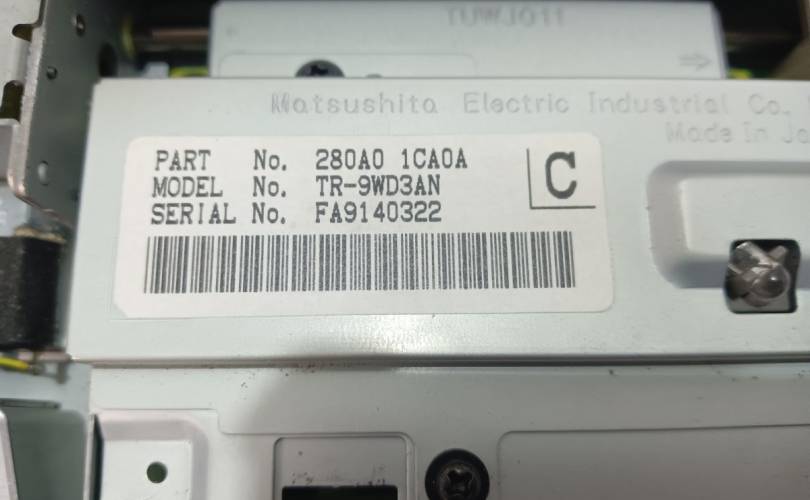 TUWJ011
Matsushita Electric Industrial Co.,
Made In Ja
PART No. 280A0 1CA0A
C
MODEL No. TR-9WD3AN
SERIAL No. FA9140322